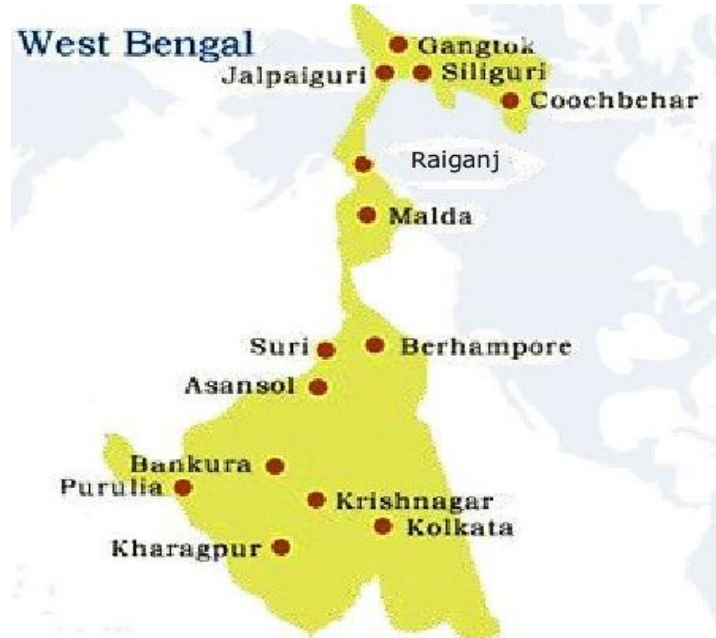 West Bengal
Gangtok
Jalpaiguri
Siliguri
Coochbehar
Raiganj
Malda
Suri
Berhampore
Asansol
Bankura
Purulia
Krishnagar
Kolkata
Kharagpur